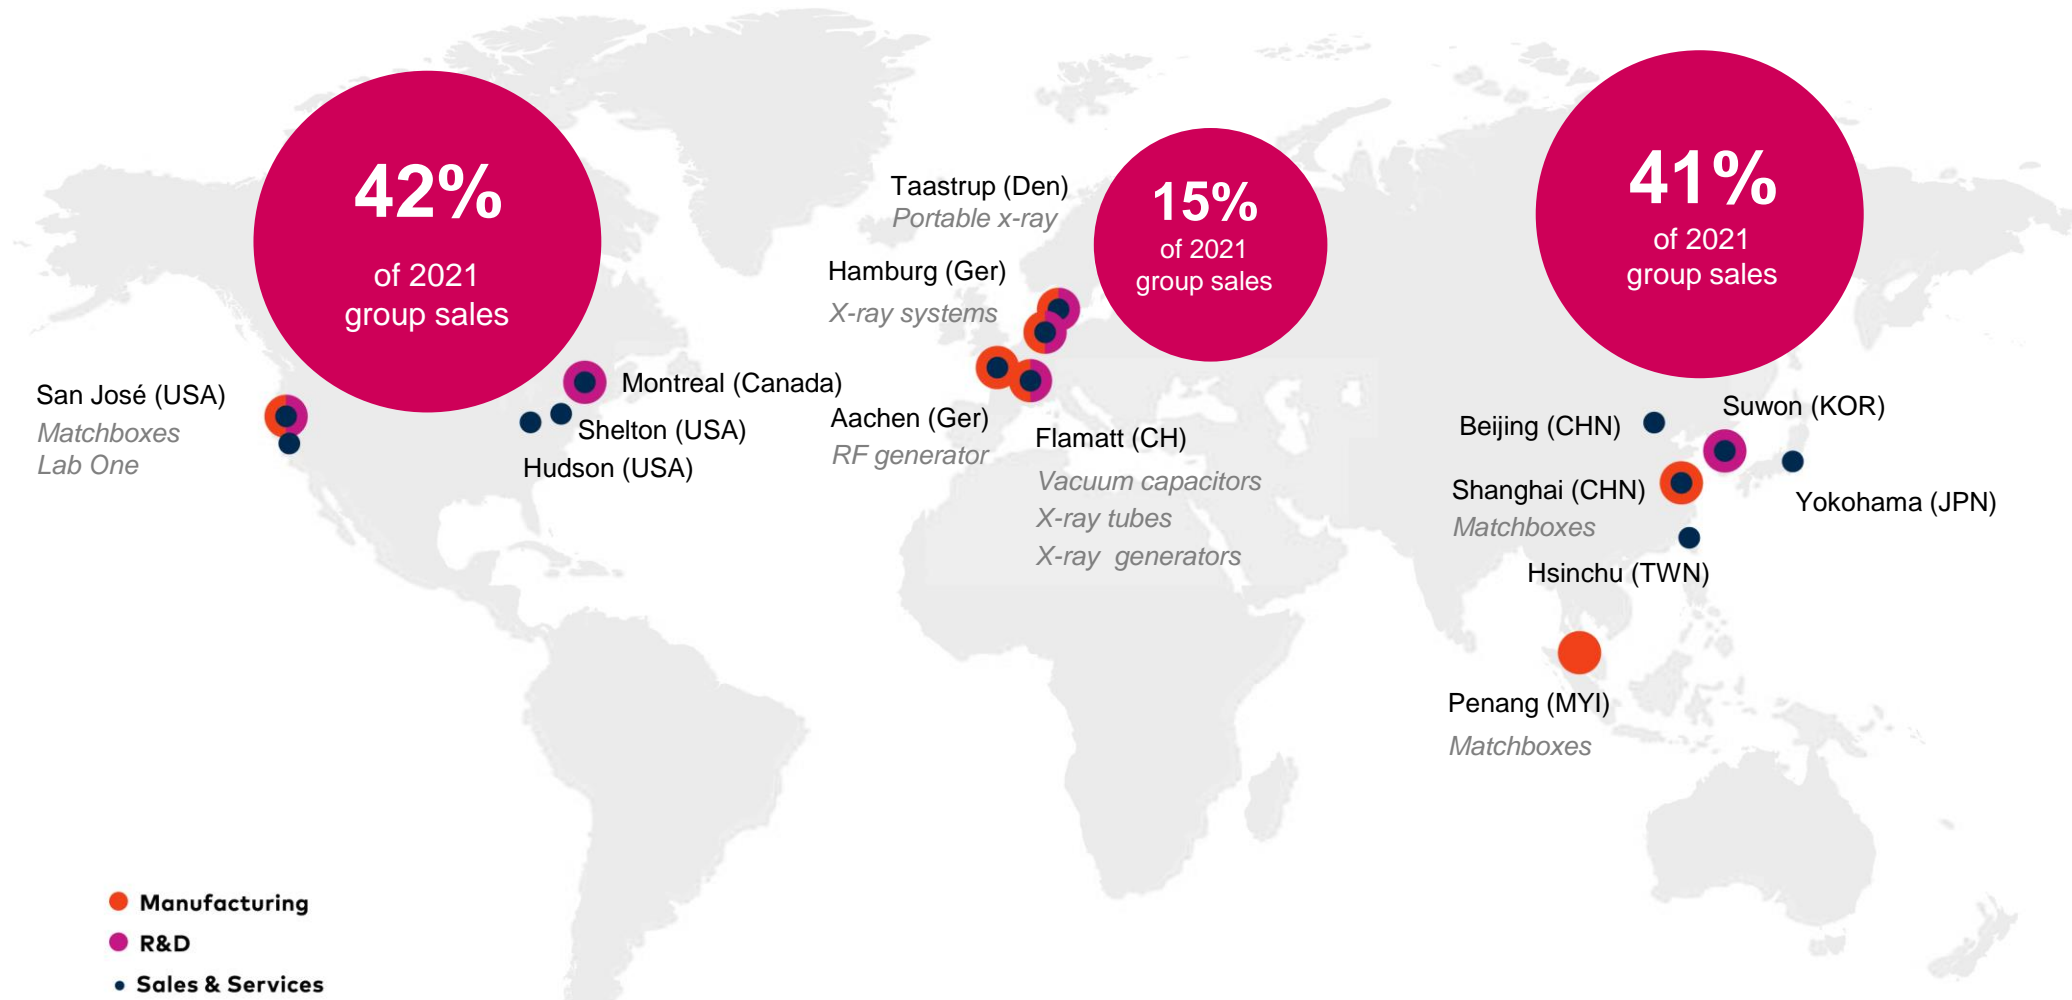 42%
of 2021
group sales
San José (USA)
Matchboxes
Lab One
Montreal (Canada)
Shelton (USA)
Hudson (USA)
Taastrup (Den)
Portable x-ray
Hamburg (Ger)
X-ray systems
Aachen (Ger)
RF generator
Flamatt (CH)
Vacuum capacitors
X-ray tubes
X-ray generators
15%
of 2021
group sales
41%
of 2021
group sales
Beijing (CHN)
Suwon (KOR)
Shanghai (CHN)
Matchboxes
Yokohama (JPN)
Hsinchu (TWN)
Penang (MYI)
Matchboxes
Manufacturing
R&D
Sales & Services